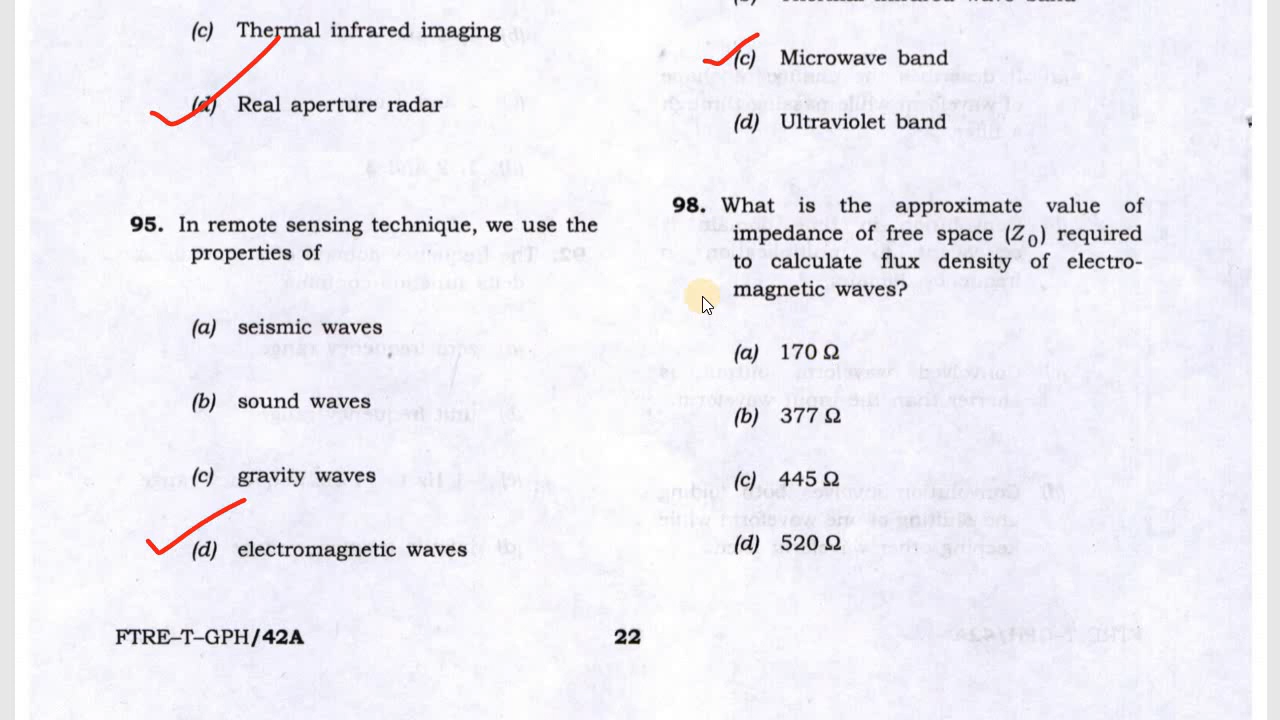 (c) Thermal infrared imaging
(d) Real aperture radar
95. In remote sensing technique, we use the
properties of
(a) seismic waves
(b) sound waves
(c) gravity waves
(d) electromagnetic waves
(c) Microwave band
(d) Ultraviolet band
98. What is the approximate value of
impedance of free space (Z₀) required
to calculate flux density of electro-
magnetic waves?
(a) 170 Ω
(b) 377 Ω
(c) 445 Ω
(d) 520 Ω
FTRE–T–GPH/42A
22